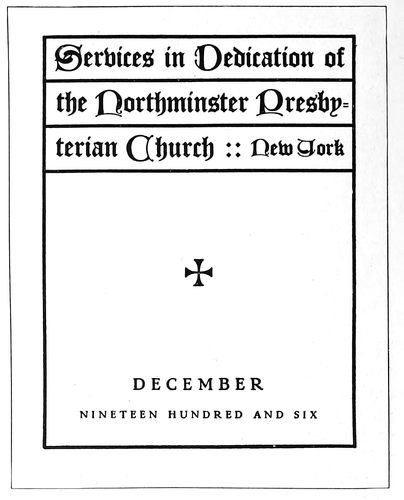 Services in Dedication of
the Northminster Presby=
terian Church :: New York
DECEMBER
NINETEEN HUNDRED AND SIX